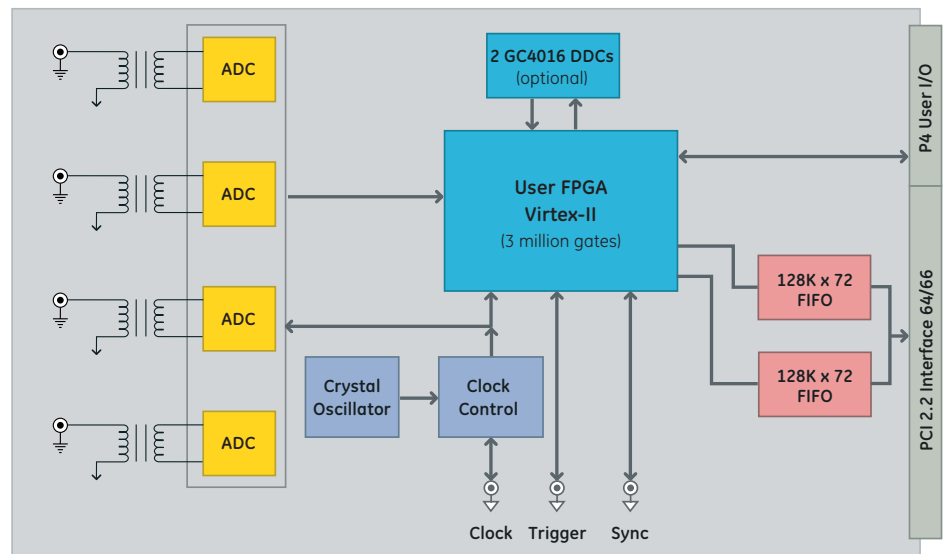 ADC
ADC
ADC
ADC
2 GC4016 DDCs
(optional)
User FPGA
Virtex-II
(3 million gates)
128K x 72
FIFO
128K x 72
FIFO
Crystal
Oscillator
Clock
Control
Clock
Trigger
Sync
P4 User I/O
PCI 2.2 Interface 64/66